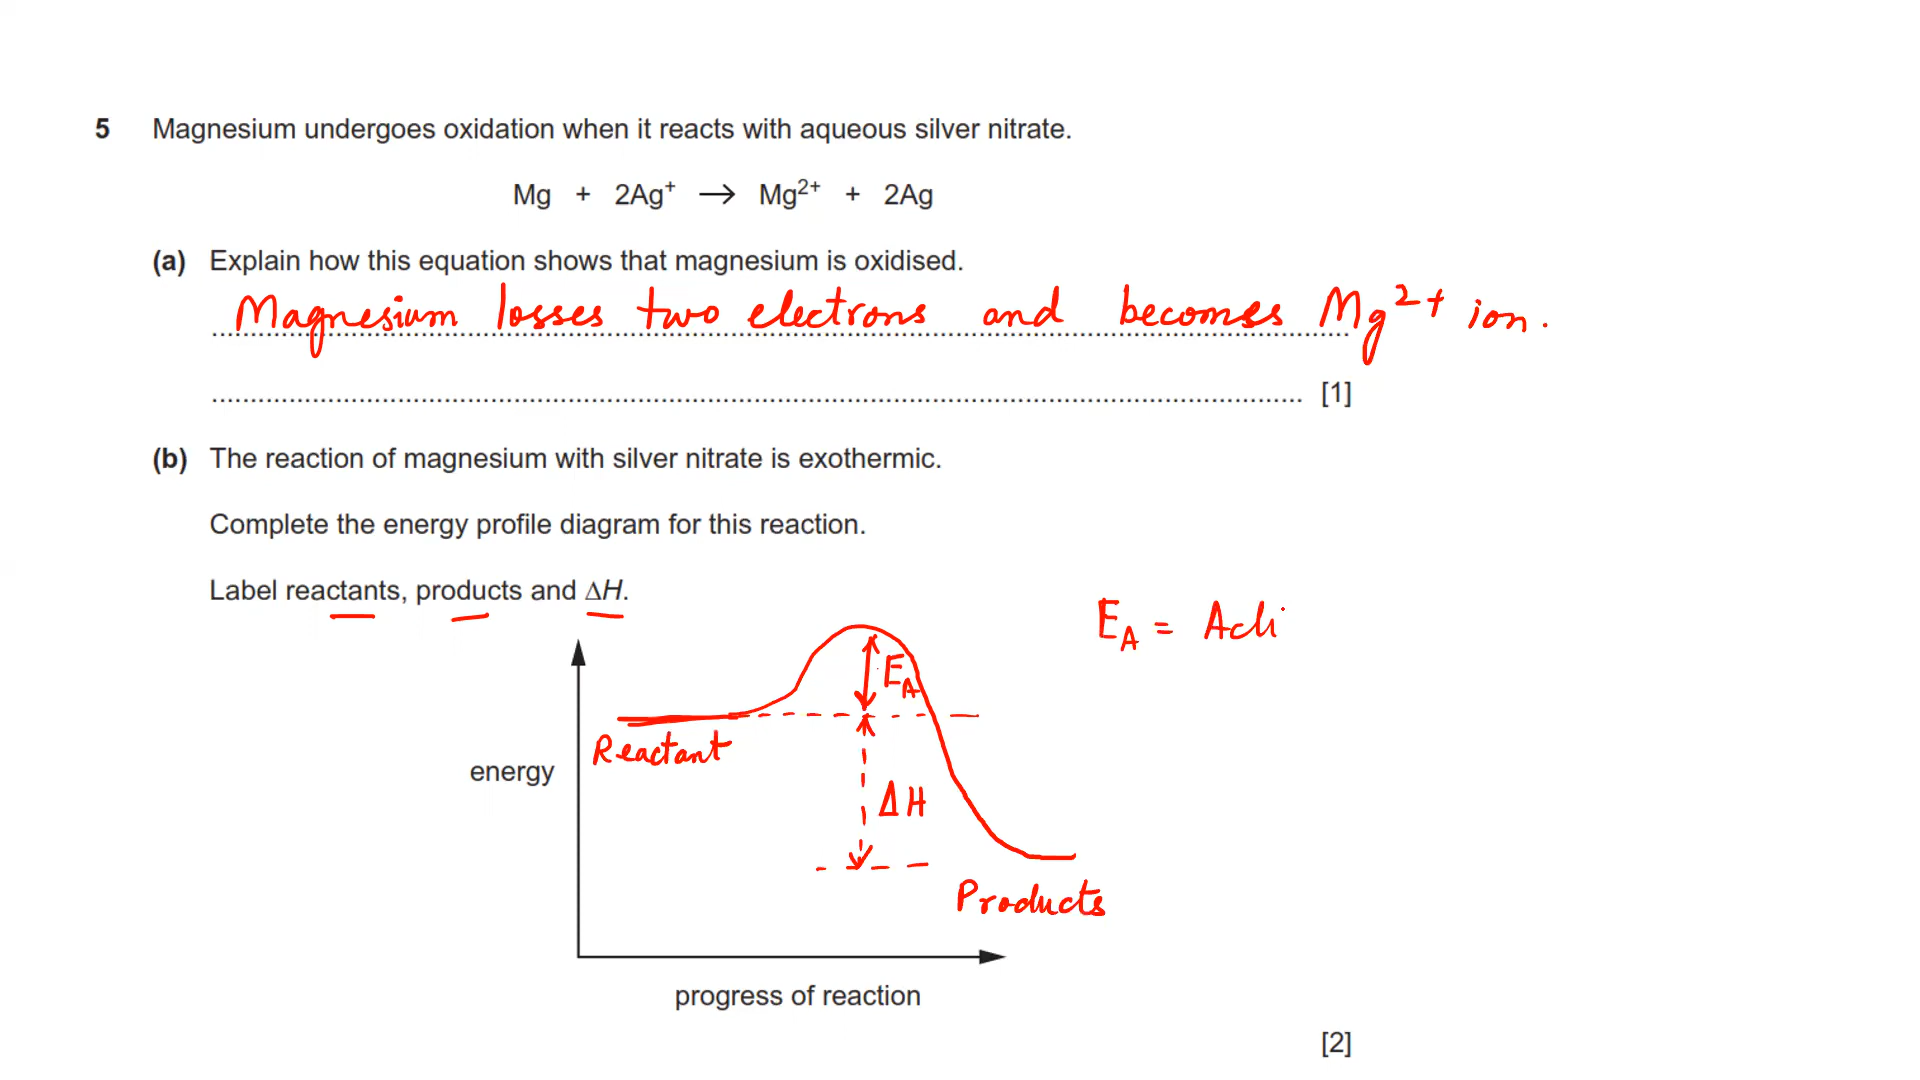 5 Magnesium undergoes oxidation when it reacts with aqueous silver nitrate.
Mg + 2Ag⁺ → Mg²⁺ + 2Ag
(a) Explain how this equation shows that magnesium is oxidised.
Magnesium losses two electrons and becomes Mg²⁺ ion.
[1]
(b) The reaction of magnesium with silver nitrate is exothermic.
Complete the energy profile diagram for this reaction.
Label reactants, products and ΔH.
E_A = Acti
E_A
Reactant
energy
ΔH
Products
progress of reaction
[2]